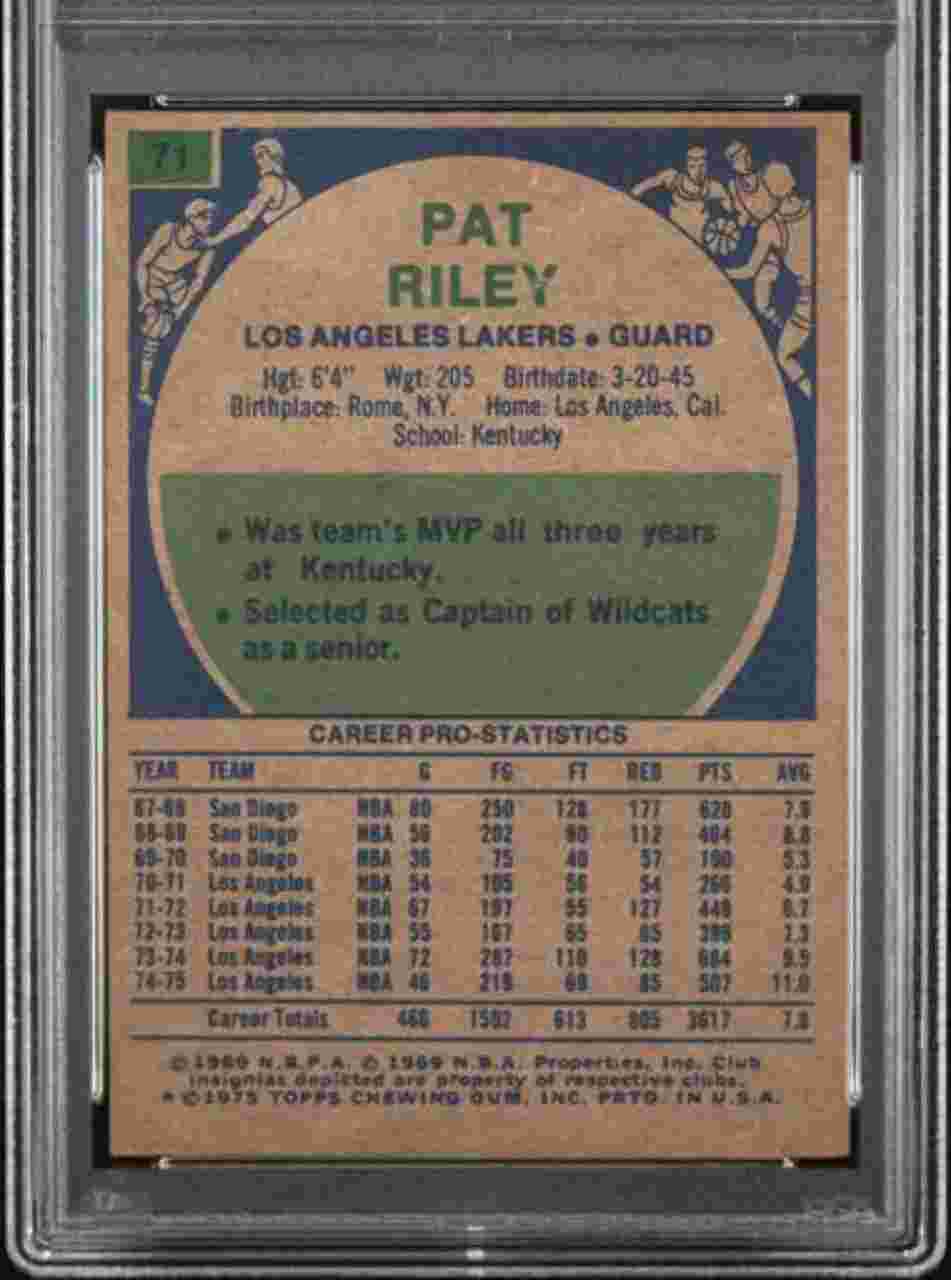 71
PAT
RILEY
LOS ANGELES LAKERS • GUARD
Hgt: 6'4" Wgt: 205 Birthdate: 3-20-45
Birthplace: Rome, N.Y. Home: Los Angeles, Cal.
School: Kentucky
• Was team's MVP all three years
at Kentucky.
• Selected as Captain of Wildcats
as a senior.
CAREER PRO-STATISTICS
YEAR TEAM G FG FT REB PTS AVG
67-68 San Diego NBA 80 250 128 177 628 7.9
68-69 San Diego NBA 56 202 90 112 494 8.8
69-70 San Diego NBA 36 75 40 57 190 5.3
70-71 Los Angeles NBA 54 105 56 54 266 4.9
71-72 Los Angeles NBA 67 197 55 127 449 6.7
72-73 Los Angeles NBA 55 167 65 65 399 7.3
73-74 Los Angeles NBA 72 287 110 128 684 9.5
74-75 Los Angeles NBA 46 219 69 85 507 11.0
Career Totals 466 1502 613 805 3617 7.8
© 1969 N.B.P.A. © 1969 N.B.A. Properties, Inc. Club
insignias depicted are property of respective clubs.
* © 1975 TOPPS CHEWING GUM, INC. PRTD. IN U.S.A.